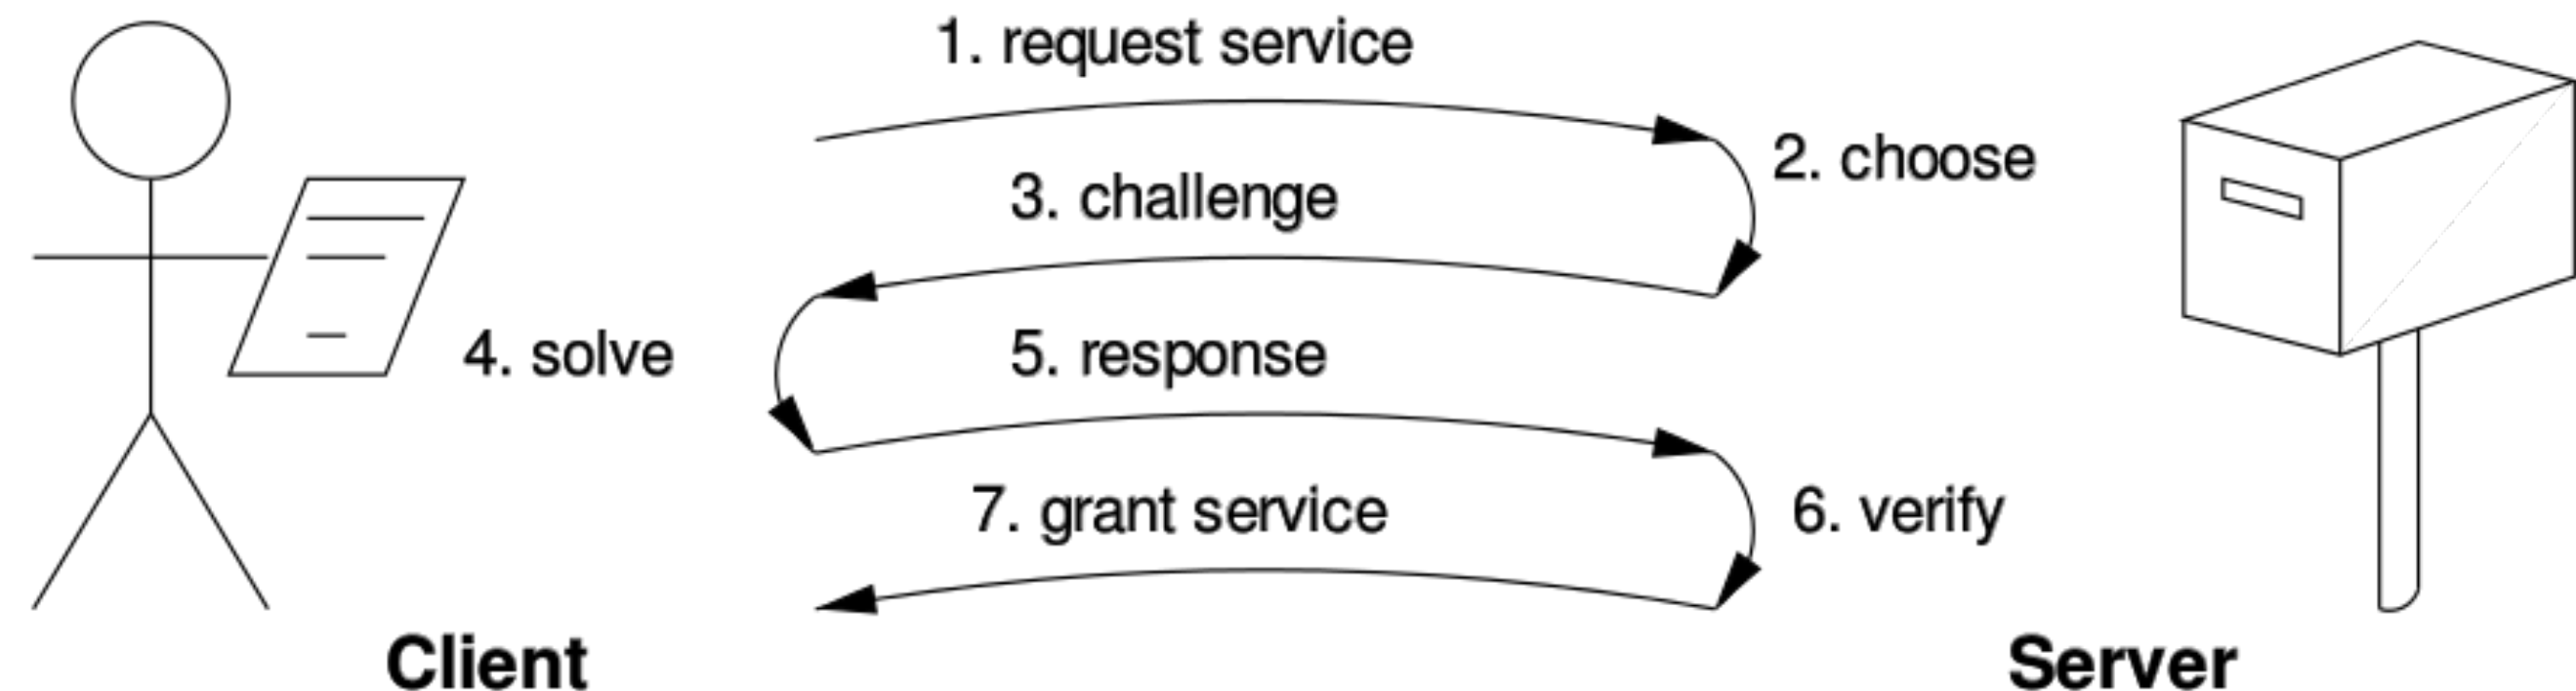 1. request service
2. choose
3. challenge
4. solve
5. response
6. verify
7. grant service
Client
Server